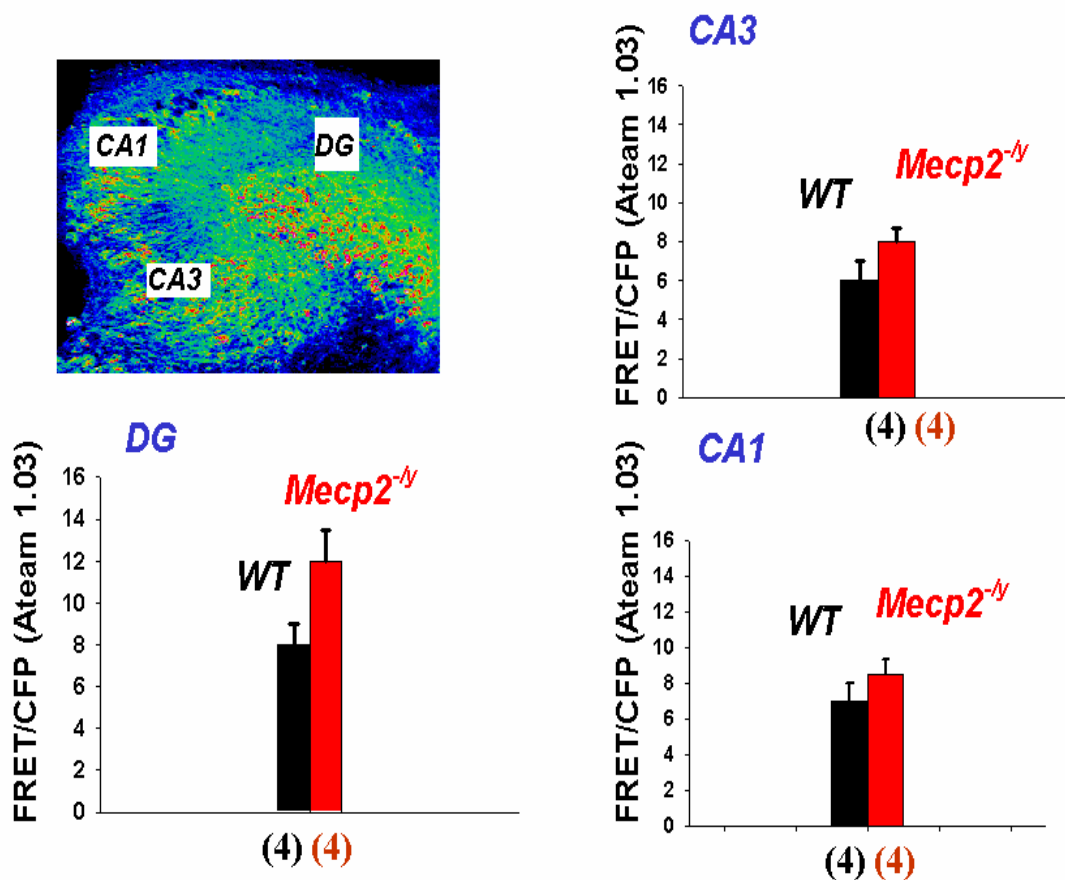 CA1
DG
CA3
CA3
FRET/CFP (Ateam 1.03)
16
14
12
10
8
6
4
2
0
WT
Mecp2⁻/ʸ
(4) (4)
DG
FRET/CFP (Ateam 1.03)
16
14
12
10
8
6
4
2
0
WT
Mecp2⁻/ʸ
(4) (4)
CA1
FRET/CFP (Ateam 1.03)
16
14
12
10
8
6
4
2
0
WT
Mecp2⁻/ʸ
(4) (4)